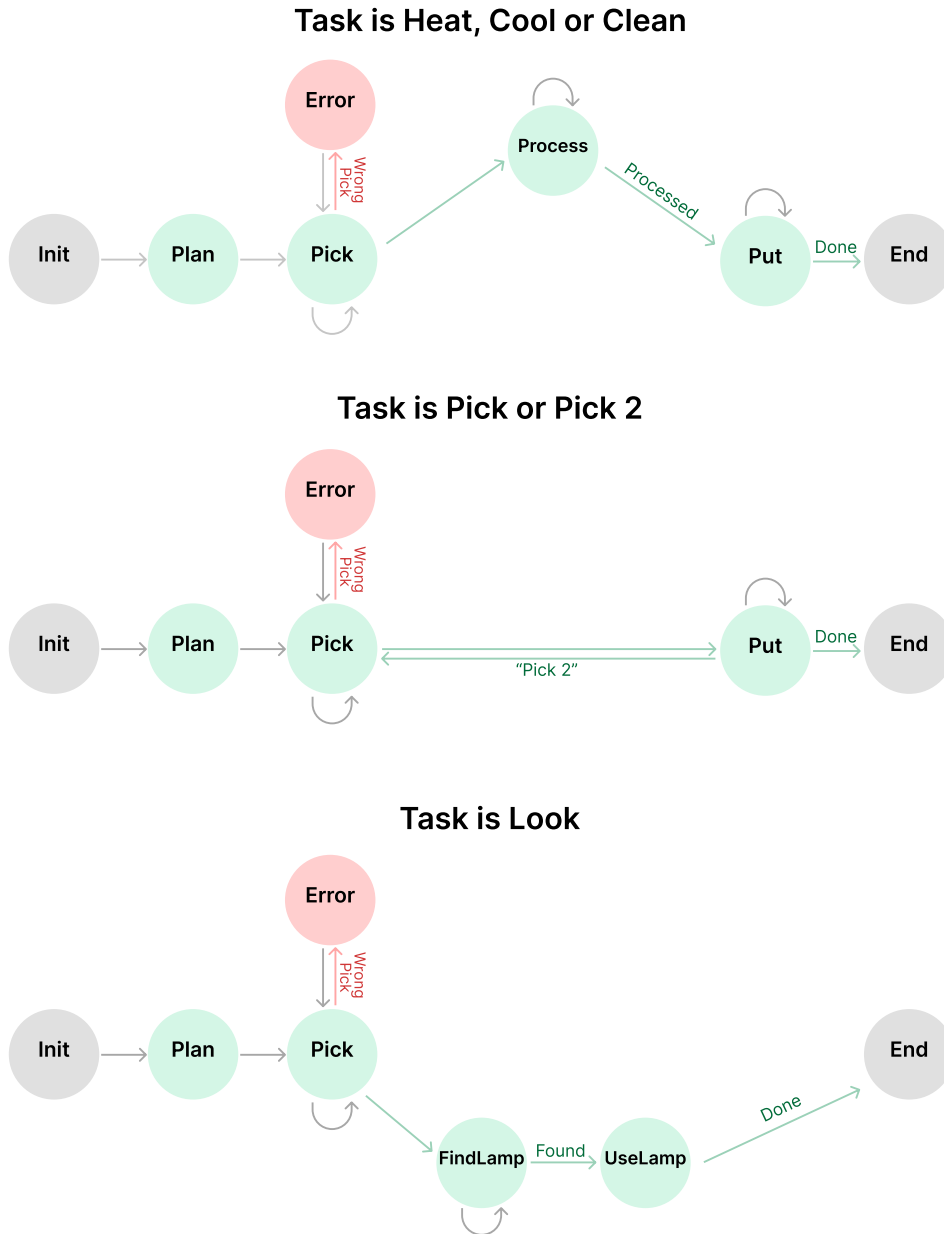 Task is Heat, Cool or Clean
Error
Process
Wrong
Pick
Processed
Init
Plan
Pick
Put
Done
End
Task is Pick or Pick 2
Error
Wrong
Pick
Init
Plan
Pick
“Pick 2”
Put
Done
End
Task is Look
Error
Wrong
Pick
Init
Plan
Pick
End
FindLamp
Found
UseLamp
Done